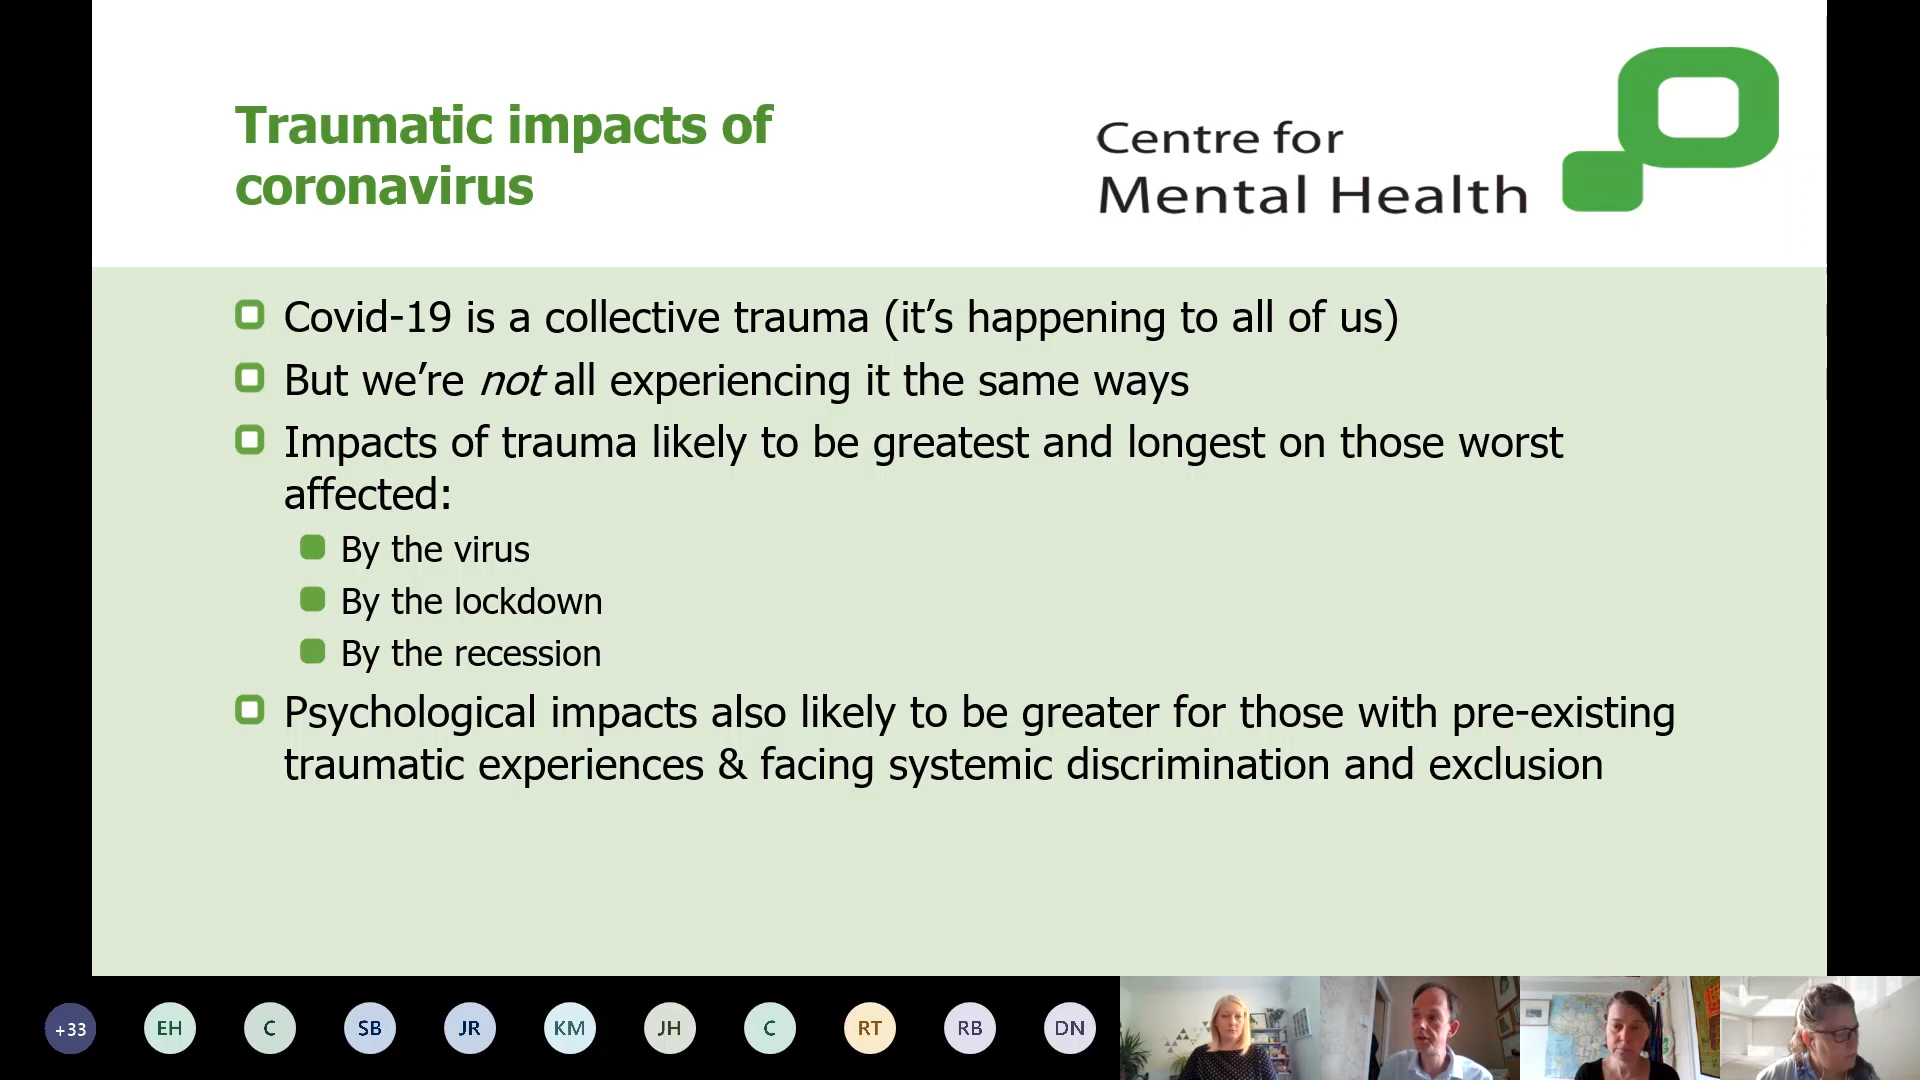 Traumatic impacts of
coronavirus
Centre for
Mental Health
Covid-19 is a collective trauma (it’s happening to all of us)
But we’re not all experiencing it the same ways
Impacts of trauma likely to be greatest and longest on those worst
affected:
By the virus
By the lockdown
By the recession
Psychological impacts also likely to be greater for those with pre-existing
traumatic experiences & facing systemic discrimination and exclusion
+33 EH C SB JR KM JH C RT RB DN